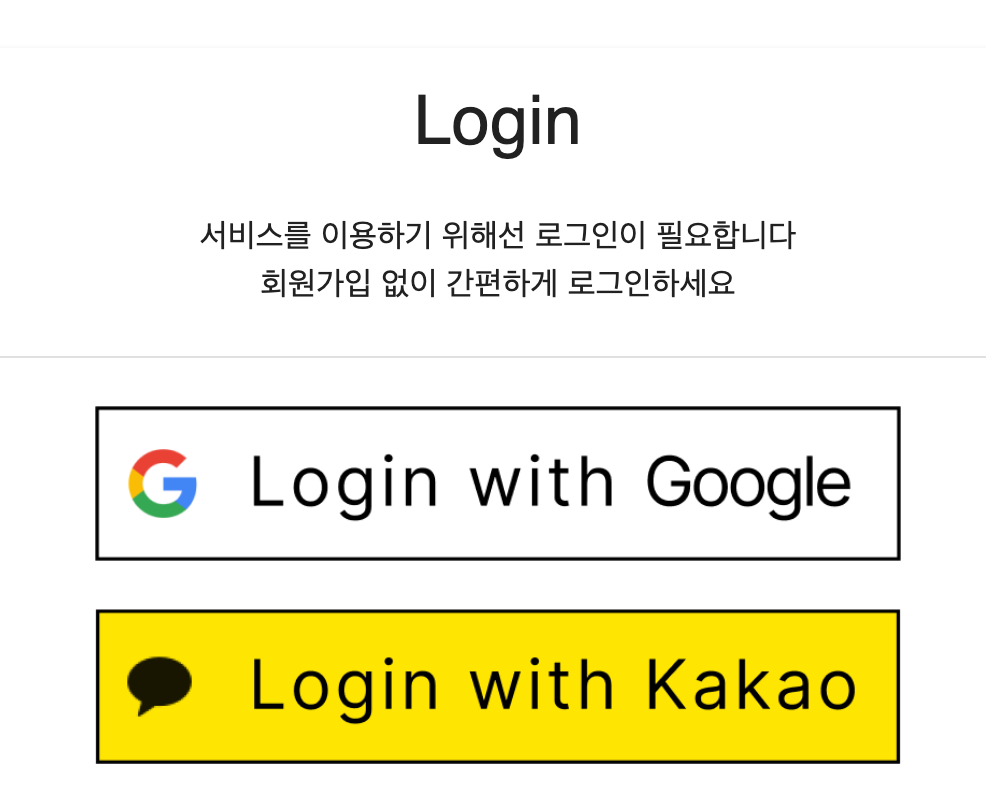 Login
서비스를 이용하기 위해선 로그인이 필요합니다
회원가입 없이 간편하게 로그인하세요
Login with Google
Login with Kakao